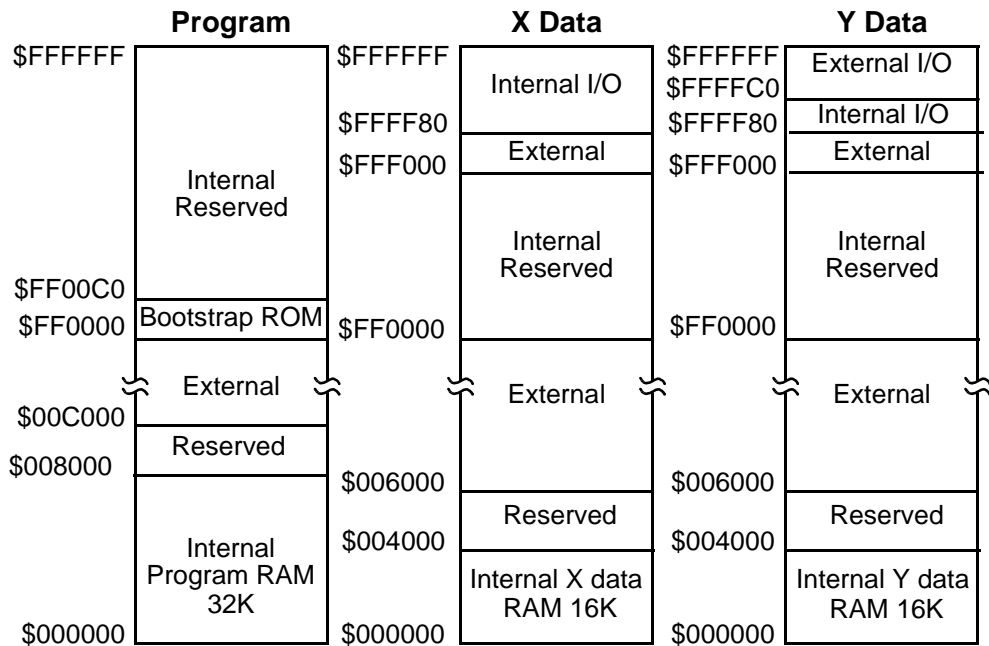 Program
$FFFFFF
Internal
Reserved
$FF00C0
Bootstrap ROM
$FF0000
External
$00C000
Reserved
$008000
Internal
Program RAM
32K
$000000
X Data
$FFFFFF
Internal I/O
$FFFF80
External
$FFF000
Internal
Reserved
$FF0000
External
$006000
Reserved
$004000
Internal X data
RAM 16K
$000000
Y Data
$FFFFFF
External I/O
$FFFFC0
Internal I/O
$FFFF80
External
$FFF000
Internal
Reserved
$FF0000
External
$006000
Reserved
$004000
Internal Y data
RAM 16K
$000000